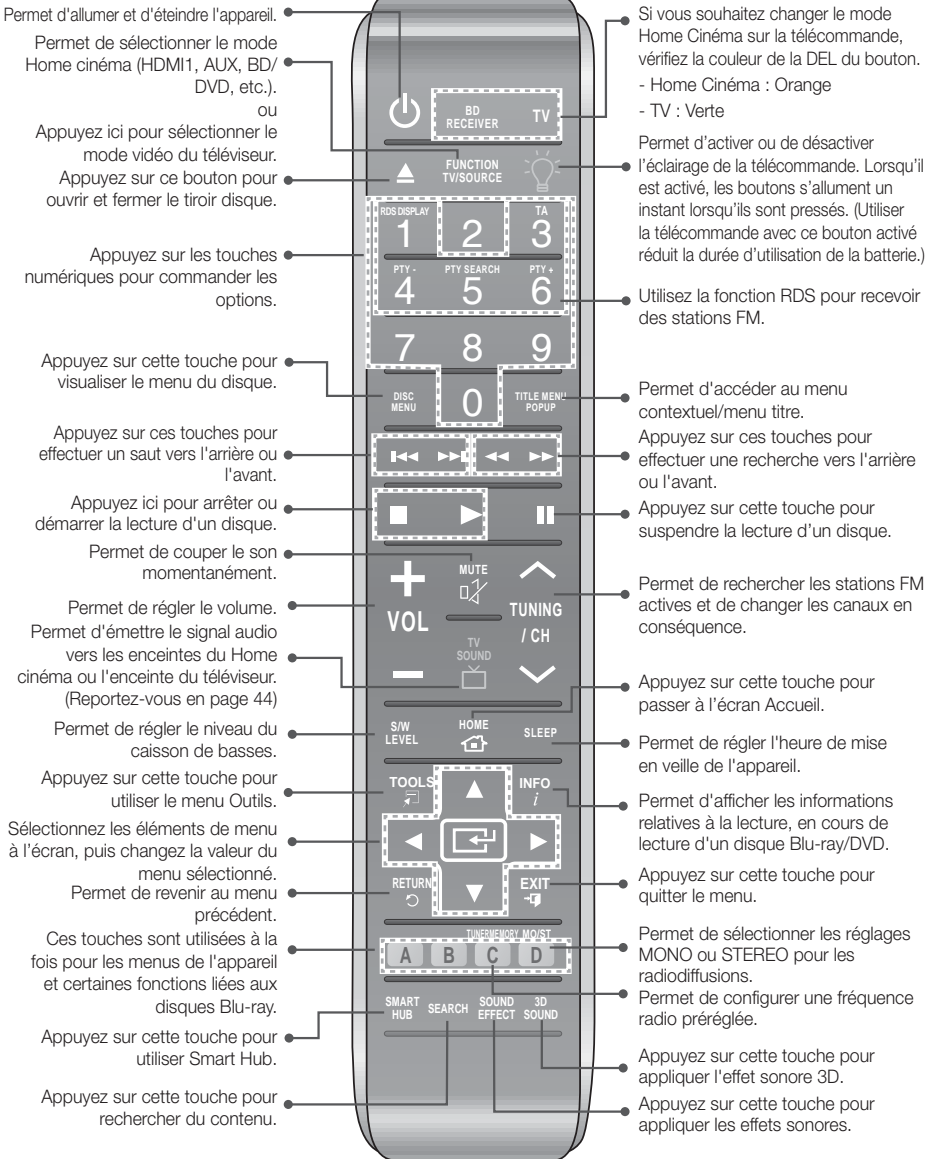 Permet d'allumer et d'éteindre l'appareil.
Permet de sélectionner le mode
Home cinéma (HDMI1, AUX, BD/
DVD, etc.).
ou
Appuyez ici pour sélectionner le
mode vidéo du téléviseur.
Appuyez sur ce bouton pour
ouvrir et fermer le tiroir disque.
Appuyez sur les touches
numériques pour commander les
options.
Appuyez sur cette touche pour
visualiser le menu du disque.
Appuyez sur ces touches pour
effectuer un saut vers l'arrière ou
l'avant.
Appuyez ici pour arrêter ou
démarrer la lecture d'un disque.
Permet de couper le son
momentanément.
Permet de régler le volume.
Permet d'émettre le signal audio
vers les enceintes du Home
cinéma ou l'enceinte du téléviseur.
(Reportez-vous en page 44)
Permet de régler le niveau du
caisson de basses.
Appuyez sur cette touche pour
utiliser le menu Outils.
Sélectionnez les éléments de menu
à l'écran, puis changez la valeur du
menu sélectionné.
Permet de revenir au menu
précédent.
Ces touches sont utilisées à la
fois pour les menus de l'appareil
et certaines fonctions liées aux
disques Blu-ray.
Appuyez sur cette touche pour
utiliser Smart Hub.
Appuyez sur cette touche pour
rechercher du contenu.
BD
RECEIVER
TV
FUNCTION
TV/SOURCE
RDS DISPLAY
TA
1 2 3
PTY - PTY SEARCH PTY +
4 5 6
7 8 9
DISC
MENU
0
TITLE MENU
POPUP
MUTE
VOL
TUNING
/ CH
TV
SOUND
S/W
LEVEL
HOME
SLEEP
TOOLS
INFO
i
RETURN
EXIT
TUNERMEMORY MO/ST
A B C D
SMART
HUB
SEARCH
SOUND
EFFECT
3D
SOUND
Si vous souhaitez changer le mode
Home Cinéma sur la télécommande,
vérifiez la couleur de la DEL du bouton.
- Home Cinéma : Orange
- TV : Verte
Permet d’activer ou de désactiver
l’éclairage de la télécommande. Lorsqu’il
est activé, les boutons s’allument un
instant lorsqu’ils sont pressés. (Utiliser
la télécommande avec ce bouton activé
réduit la durée d’utilisation de la batterie.)
Utilisez la fonction RDS pour recevoir
des stations FM.
Permet d'accéder au menu
contextuel/menu titre.
Appuyez sur ces touches pour
effectuer une recherche vers l'arrière
ou l'avant.
Appuyez sur cette touche pour
suspendre la lecture d’un disque.
Permet de rechercher les stations FM
actives et de changer les canaux en
conséquence.
Appuyez sur cette touche pour
passer à l’écran Accueil.
Permet de régler l'heure de mise
en veille de l'appareil.
Permet d'afficher les informations
relatives à la lecture, en cours de
lecture d'un disque Blu-ray/DVD.
Appuyez sur cette touche pour
quitter le menu.
Permet de sélectionner les réglages
MONO ou STEREO pour les
radiodiffusions.
Permet de configurer une fréquence
radio préréglée.
Appuyez sur cette touche pour
appliquer l'effet sonore 3D.
Appuyez sur cette touche pour
appliquer les effets sonores.